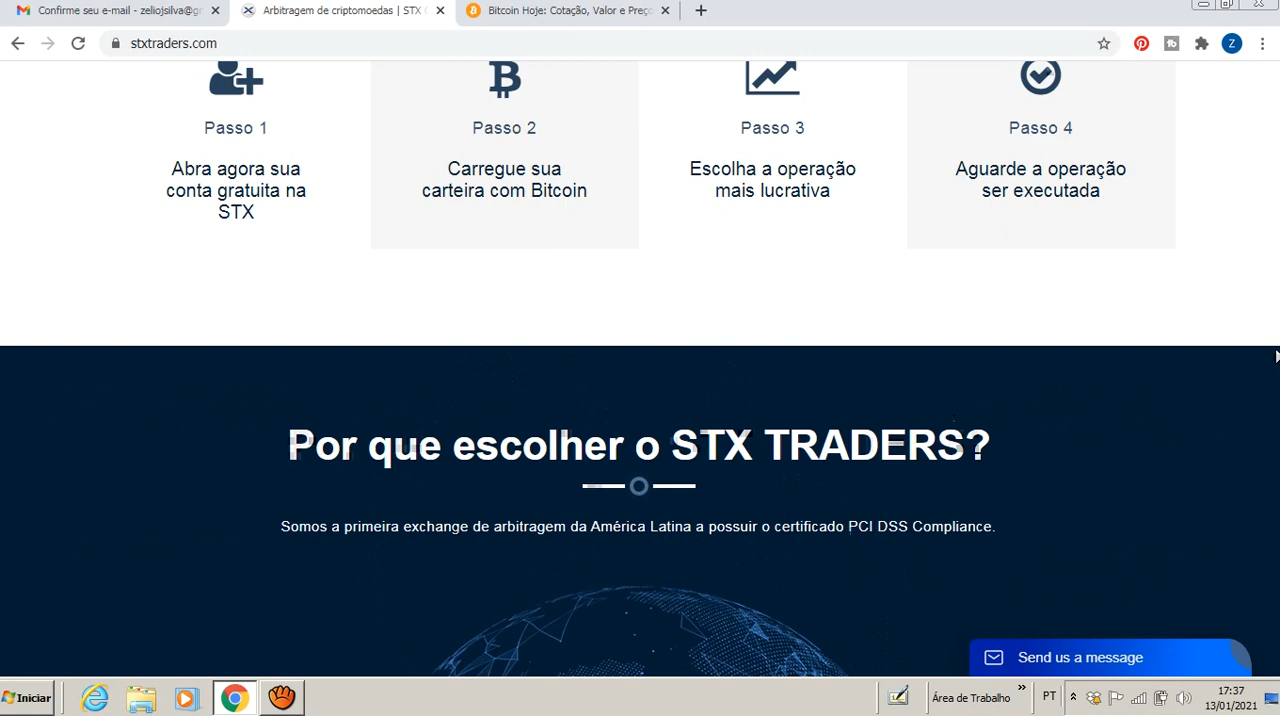 Confirme seu e-mail - zeliojsilva@gr
Arbitragem de criptomoedas | STX
Bitcoin Hoje: Cotação, Valor e Preço
stxtraders.com
Z
Passo 1
Abra agora sua
conta gratuita na
STX
Passo 2
Carregue sua
carteira com Bitcoin
Passo 3
Escolha a operação
mais lucrativa
Passo 4
Aguarde a operação
ser executada
Por que escolher o STX TRADERS?
Somos a primeira exchange de arbitragem da América Latina a possuir o certificado PCI DSS Compliance.
Send us a message
Iniciar
Área de Trabalho
»
PT
17:37
13/01/2021